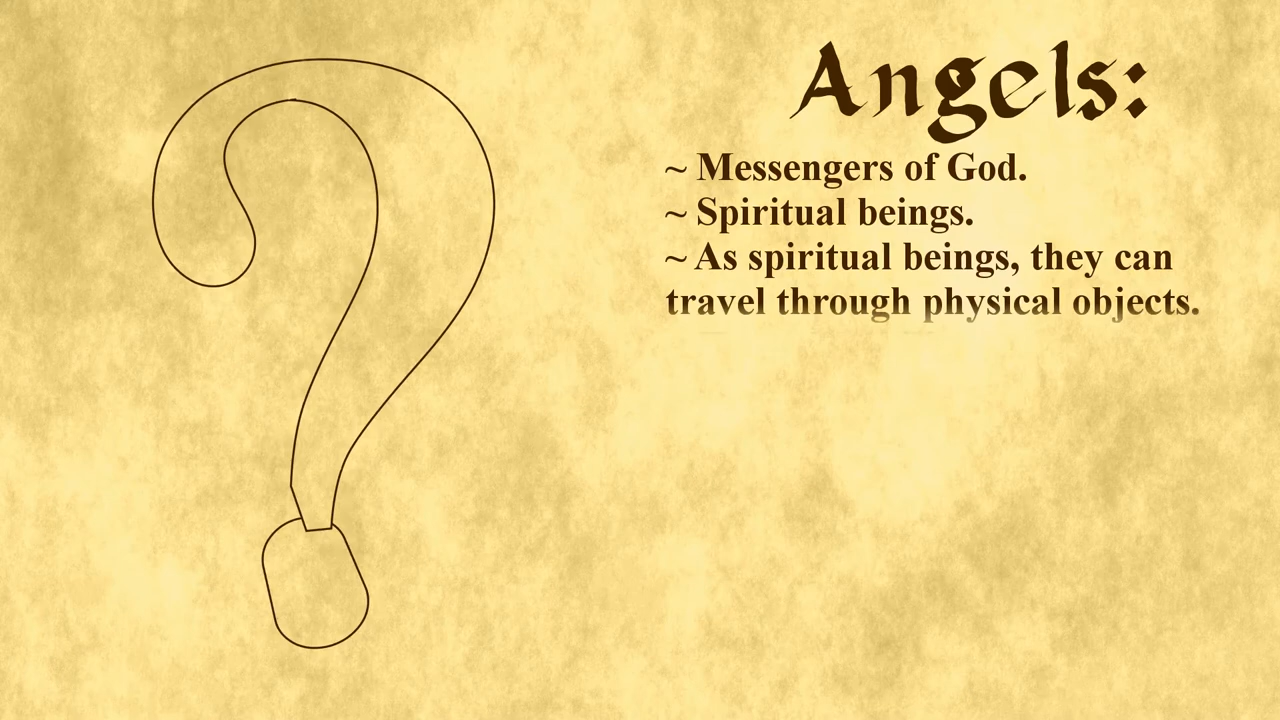 Angels:
~ Messengers of God.
~ Spiritual beings.
~ As spiritual beings, they can
travel through physical objects.